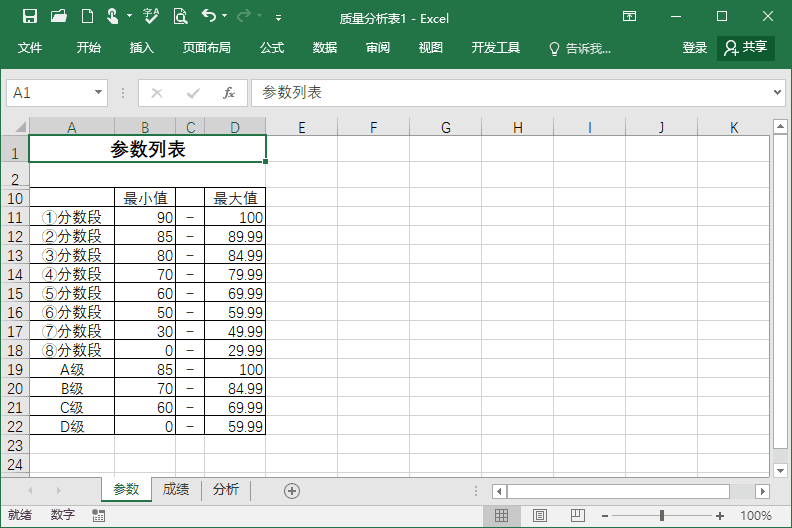 字
质量分析表1 - Excel
文件 开始 插入 页面布局 公式 数据 审阅 视图 开发工具 告诉我... 登录 共享
A1 fx 参数列表
A B C D E F G H I J K
1 参数列表
2
10 最小值 最大值
11 ①分数段 90 – 100
12 ②分数段 85 – 89.99
13 ③分数段 80 – 84.99
14 ④分数段 70 – 79.99
15 ⑤分数段 60 – 69.99
16 ⑥分数段 50 – 59.99
17 ⑦分数段 30 – 49.99
18 ⑧分数段 0 – 29.99
19 A级 85 – 100
20 B级 70 – 84.99
21 C级 60 – 69.99
22 D级 0 – 59.99
23
24
参数 成绩 分析
就绪 数字 100%